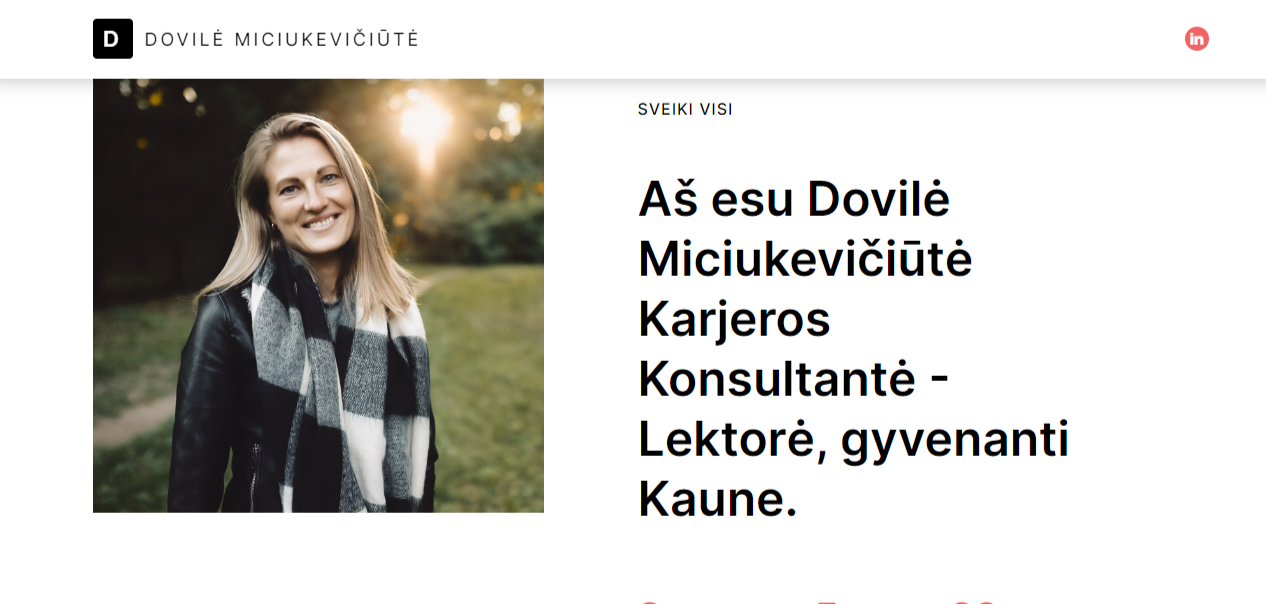 D DOVILĖ MICIUKEVIČIŪTĖ
in
SVEIKI VISI
Aš esu Dovilė
Miciukevičiūtė
Karjeros
Konsultantė -
Lektorė, gyvenanti
Kaune.